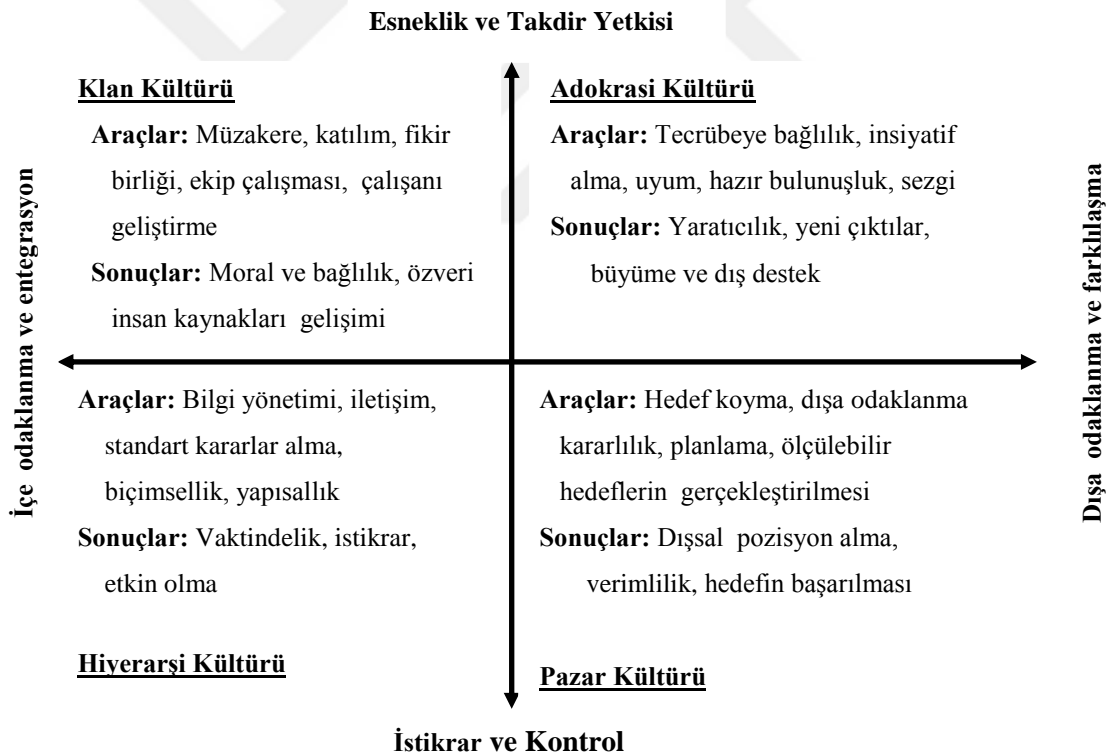 Esneklik ve Takdir Yetkisi
Klan Kültürü
Araçlar: Müzakere, katılım, fikir
birliği, ekip çalışması, çalışanı
geliştirme
Sonuçlar: Moral ve bağlılık, özveri
insan kaynakları gelişimi
Adokrasi Kültürü
Araçlar: Tecrübeye bağlılık, insiyatif
alma, uyum, hazır bulunuşluk, sezgi
Sonuçlar: Yaratıcılık, yeni çıktılar,
büyüme ve dış destek
İçe odaklanma ve entegrasyon
Dışa odaklanma ve farklılaşma
Araçlar: Bilgi yönetimi, iletişim,
standart kararlar alma,
biçimsellik, yapısallık
Sonuçlar: Vaktindelik, istikrar,
etkin olma
Hiyerarşi Kültürü
Araçlar: Hedef koyma, dışa odaklanma
kararlılık, planlama, ölçülebilir
hedeflerin gerçekleştirilmesi
Sonuçlar: Dışsal pozisyon alma,
verimlilik, hedefin başarılması
Pazar Kültürü
İstikrar ve Kontrol